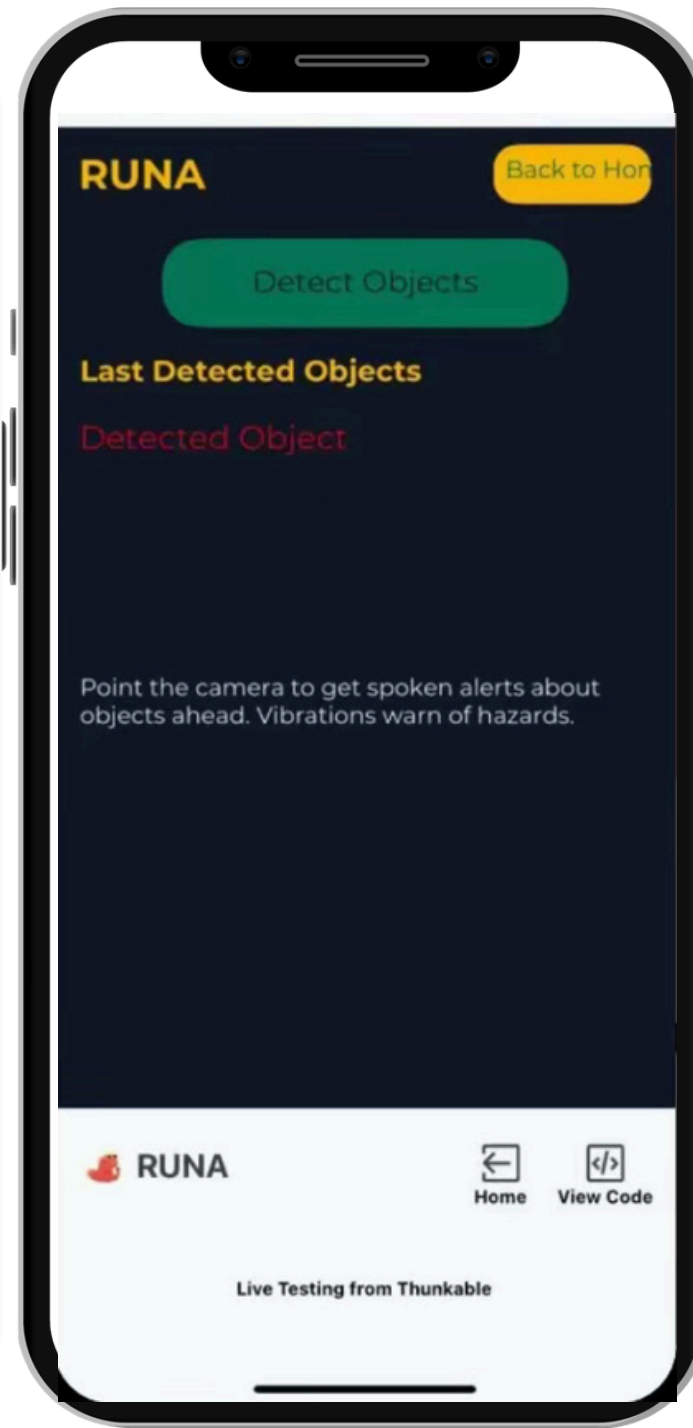 RUNA
Back to Hon
Detect Objects
Last Detected Objects
Detected Object
Point the camera to get spoken alerts about
objects ahead. Vibrations warn of hazards.
RUNA
Home
View Code
Live Testing from Thunkable